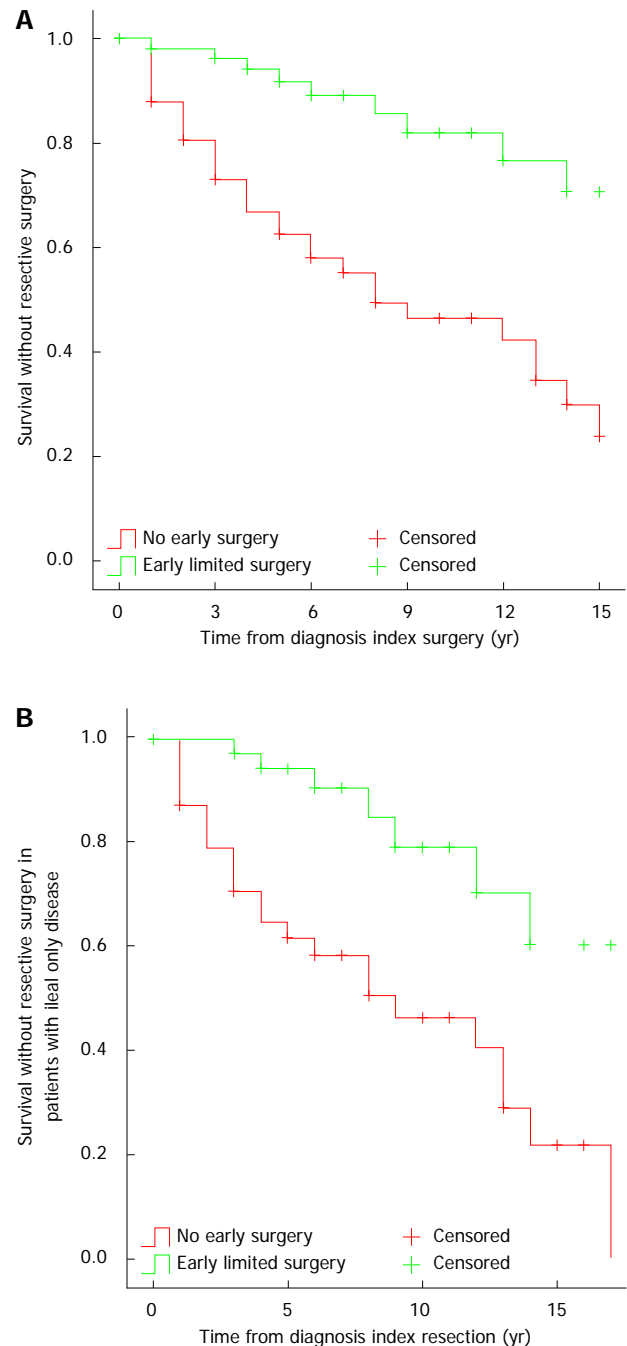 A
1.0
0.8
0.6
0.4
0.2
0.0
Survival without resective surgery
No early surgery
Censored
Early limited surgery
Censored
0 3 6 9 12 15
Time from diagnosis index surgery (yr)
B
1.0
0.8
0.6
0.4
0.2
0.0
Survival without resective surgery in
patients with ileal only disease
No early surgery
Censored
Early limited surgery
Censored
0 5 10 15
Time from diagnosis index resection (yr)